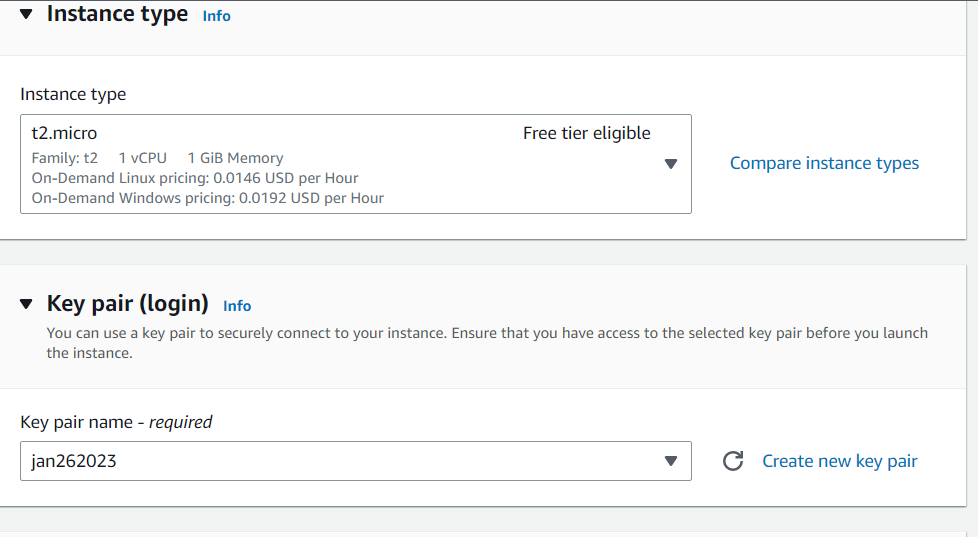 Instance type Info
Instance type
t2.micro Free tier eligible
Family: t2 1 vCPU 1 GiB Memory
On-Demand Linux pricing: 0.0146 USD per Hour
On-Demand Windows pricing: 0.0192 USD per Hour
Compare instance types
Key pair (login) Info
You can use a key pair to securely connect to your instance. Ensure that you have access to the selected key pair before you launch
the instance.
Key pair name - required
jan262023
Create new key pair